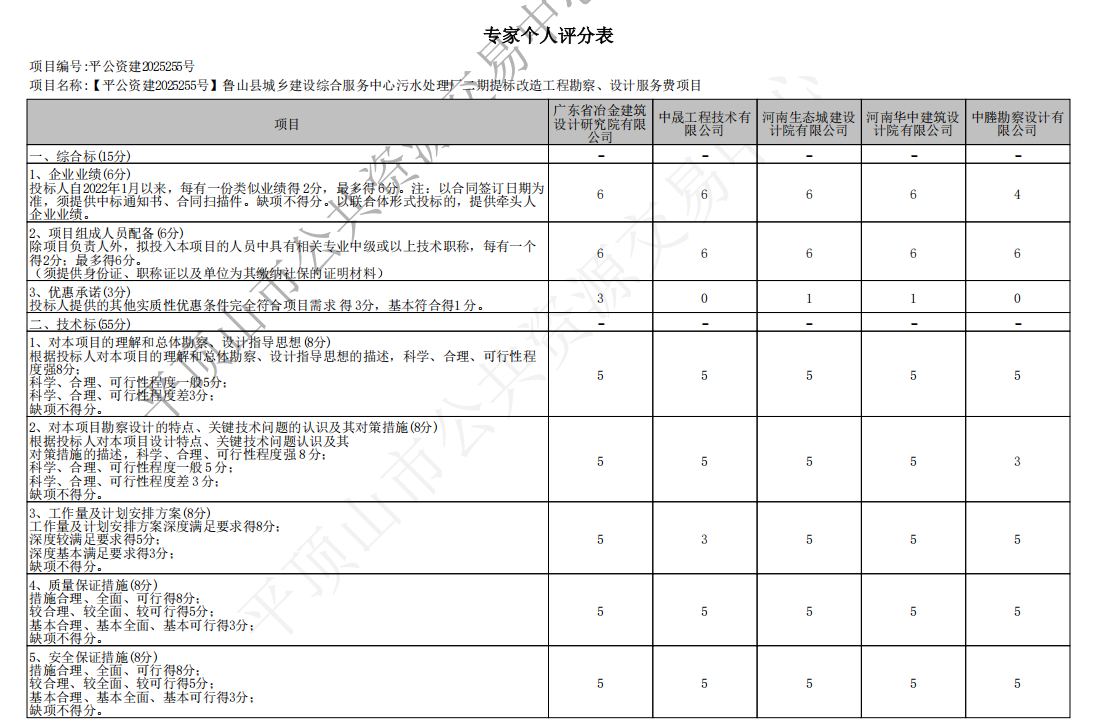 专家个人评分表
项目编号:平公资建2025255号
项目名称:【平公资建2025255号】鲁山县城乡建设综合服务中心污水处理厂二期提标改造工程勘察、设计服务费项目
项目
广东省冶金建筑
设计研究院有限
公司
中晟工程技术有
限公司
河南生态城建设
计院有限公司
河南华中建筑设
计院有限公司
中塍勘察设计有
限公司
一、综合标(15分) － － － － －
1、企业业绩(6分)
投标人自2022年1月以来，每有一份类似业绩得 2分，最多得 6分。注：以合同签订日期为
准，须提供中标通知书、合同扫描件。缺项不得分。以联合体形式投标的，提供牵头人
企业业绩。
6 6 6 6 4
2、项目组成人员配备(6分)
除项目负责人外，拟投入本项目的人员中具有相关专业中级或以上技术职称，每有一个
得2分；最多得6分。
（须提供身份证、职称证以及单位为其缴纳社保的证明材料）
6 6 6 6 6
3、优惠承诺(3分)
投标人提供的其他实质性优惠条件完全符合项目需求 得 3分，基本符合得1 分。
3 0 1 1 0
二、技术标(55分) － － － － －
1、对本项目的理解和总体勘察、设计指导思想(8分)
根据投标人对本项目的理解和总体勘察、设计指导思想的描述，科学、合理、可行性程
度强8分；
科学、合理、可行性程度一般5分；
科学、合理、可行性程度差3分；
缺项不得分。
5 5 5 5 5
2、对本项目勘察设计的特点、关键技术问题的认识及其对策措施(8分)
根据投标人对本项目设计特点、关键技术问题认识及其
对策措施的描述，科学、合理、可行性程度强 8 分；
科学、合理、可行性程度一般 5 分；
科学、合理、可行性程度差 3 分；
缺项不得分。
5 5 5 5 3
3、工作量及计划安排方案(8分)
工作量及计划安排方案深度满足要求得8分；
深度较满足要求得5分；
深度基本满足要求得3分；
缺项不得分。
5 3 5 5 5
4、质量保证措施(8分)
措施合理、全面、可行得8分；
较合理、较全面、较可行得5分；
基本合理、基本全面、基本可行得3分；
缺项不得分。
5 5 5 5 5
5、安全保证措施(8分)
措施合理、全面、可行得8分；
较合理、较全面、较可行得5分；
基本合理、基本全面、基本可行得3分；
缺项不得分。
5 5 5 5 5
平顶山市公共资源交易中心
平顶山市公共资源交易中心